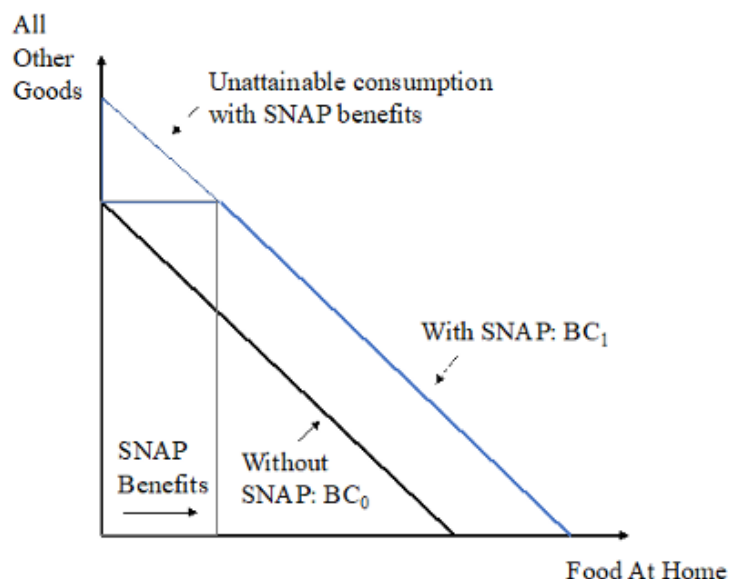 All
Other
Goods
Unattainable consumption
with SNAP benefits
With SNAP: BC₁
SNAP
Benefits
Without
SNAP: BC₀
Food At Home